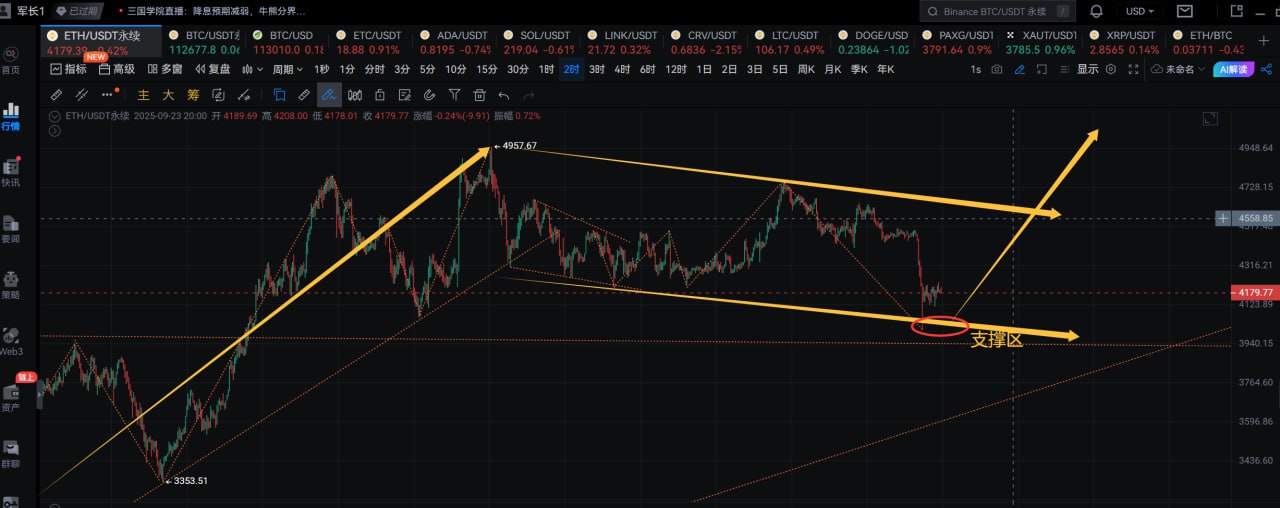 军长1 已过期 三国学院直播：降息预期减弱，牛熊分界...
Binance BTC/USDT 永续 / USD
ETH/USDT永续 BTC/USDT永 BTC/USD ETC/USDT ADA/USDT SOL/USDT LINK/USDT CRV/USDT LTC/USDT DOGE/USDT PAXG/USDT XAUT/USDT XRP/USDT ETH/BTC
4179.39 -0.42% 112677.8 0.06 113010.0 0.18 18.88 0.91% 0.8195 -0.74% 219.04 -0.61% 21.72 0.32% 0.6836 -2.15% 106.17 0.49% 0.23864 -1.02 3791.64 0.9% 3785.5 0.96% 2.8565 0.14% 0.03711 -0.43
NEW
指标 高级 多窗 复盘 周期 1秒 1分 分时 3分 5分 10分 15分 30分 1时 2时 3时 4时 6时 12时 1日 2日 3日 5日 周K 月K 季K 年K 1s 显示 未命名 AI解读
主 大 筹
ETH/USDT永续 2025-09-23 20:00 开 4189.69 高 4208.00 低 4178.01 收 4179.77 涨幅 -0.24%(-9.91) 振幅 0.72%
首页
行情
快讯
要闻
策略
Web3
链上
资产
群聊
4957.67
3353.51
支撑区
4948.64
4728.15
4558.85
4517.48
4316.21
4179.77
4123.89
3940.15
3764.60
3596.86
3436.60